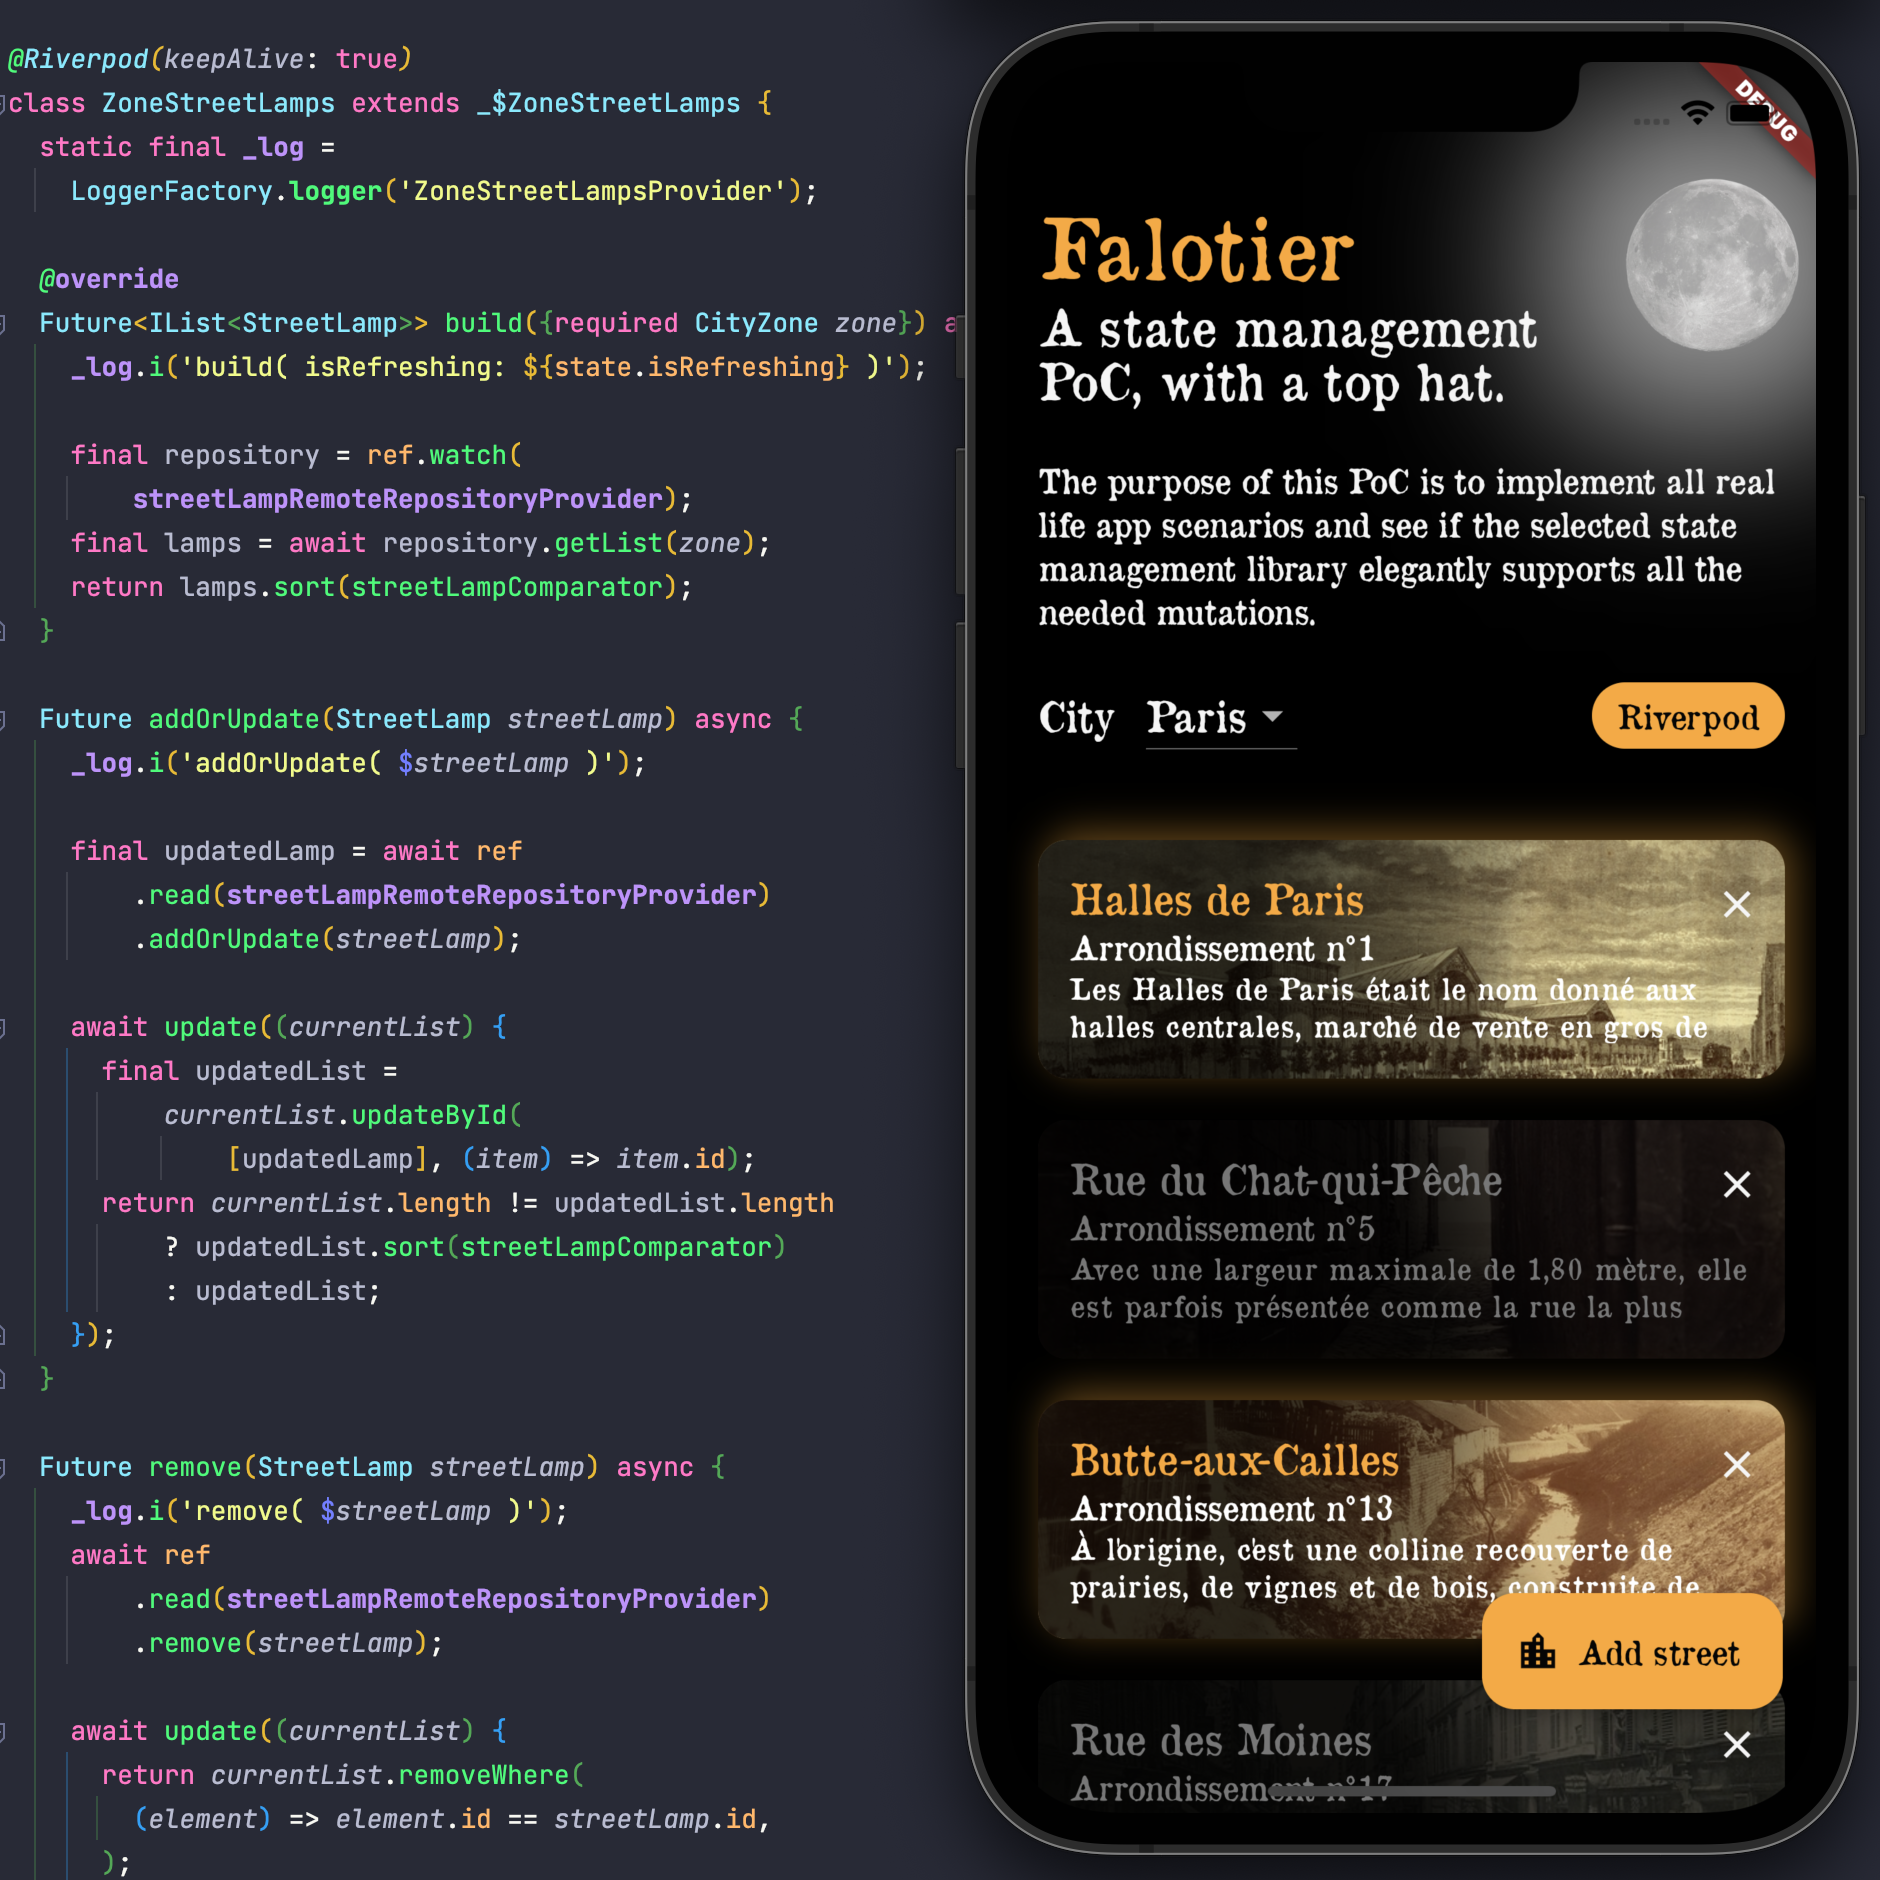 @Riverpod(keepAlive: true)
class ZoneStreetLamps extends _$ZoneStreetLamps {
static final _log =
LoggerFactory.logger('ZoneStreetLampsProvider');
@override
Future<IList<StreetLamp>> build({required CityZone zone}) a
_log.i('build( isRefreshing: ${state.isRefreshing} )');
final repository = ref.watch(
streetLampRemoteRepositoryProvider);
final lamps = await repository.getList(zone);
return lamps.sort(streetLampComparator);
}
Future addOrUpdate(StreetLamp streetLamp) async {
_log.i('addOrUpdate( $streetLamp )');
final updatedLamp = await ref
.read(streetLampRemoteRepositoryProvider)
.addOrUpdate(streetLamp);
await update((currentList) {
final updatedList =
currentList.updateById(
[updatedLamp], (item) => item.id);
return currentList.length != updatedList.length
? updatedList.sort(streetLampComparator)
: updatedList;
});
}
Future remove(StreetLamp streetLamp) async {
_log.i('remove( $streetLamp )');
await ref
.read(streetLampRemoteRepositoryProvider)
.remove(streetLamp);
await update((currentList) {
return currentList.removeWhere(
(element) => element.id == streetLamp.id,
);
DEBUG
Falotier
A state management
PoC, with a top hat.
The purpose of this PoC is to implement all real
life app scenarios and see if the selected state
management library elegantly supports all the
needed mutations.
City Paris
Riverpod
Halles de Paris
Arrondissement n°1
Les Halles de Paris était le nom donné aux
halles centrales, marché de vente en gros de
Rue du Chat-qui-Pêche
Arrondissement n°5
Avec une largeur maximale de 1,80 mètre, elle
est parfois présentée comme la rue la plus
Butte-aux-Cailles
Arrondissement n°13
À l'origine, c'est une colline recouverte de
prairies, de vignes et de bois, construite de
Add street
Rue des Moines
Arrondissement n°17